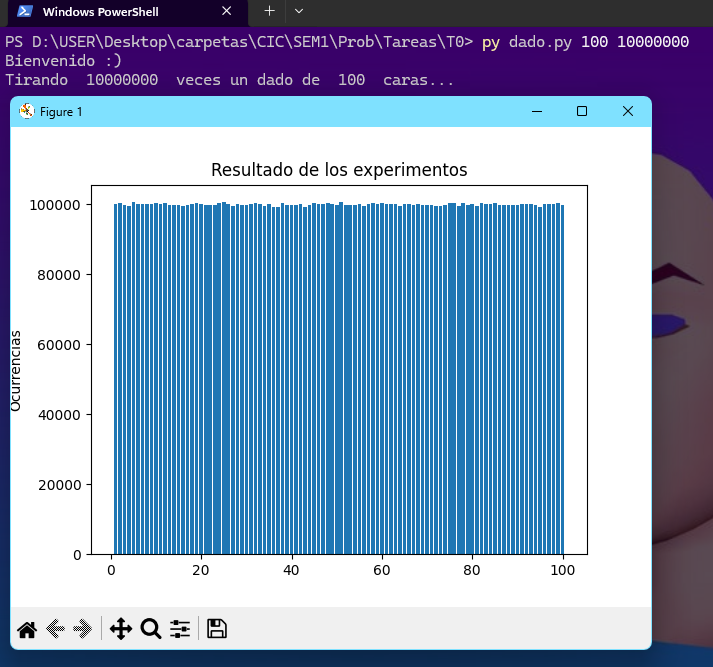 Windows PowerShell
PS D:\USER\Desktop\carpetas\CIC\SEM1\Prob\Tareas\T0> py dado.py 100 10000000
Bienvenido :)
Tirando  10000000  veces un dado de  100  caras...
Figure 1
Resultado de los experimentos
100000
80000
60000
40000
20000
0
Ocurrencias
0 20 40 60 80 100